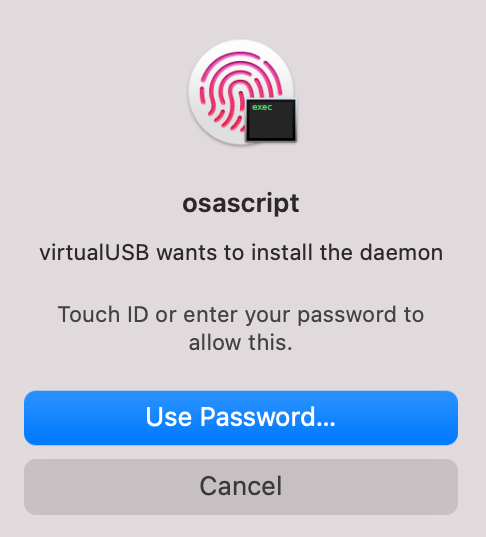 exec
osascript
virtualUSB wants to install the daemon
Touch ID or enter your password to
allow this.
Use Password...
Cancel